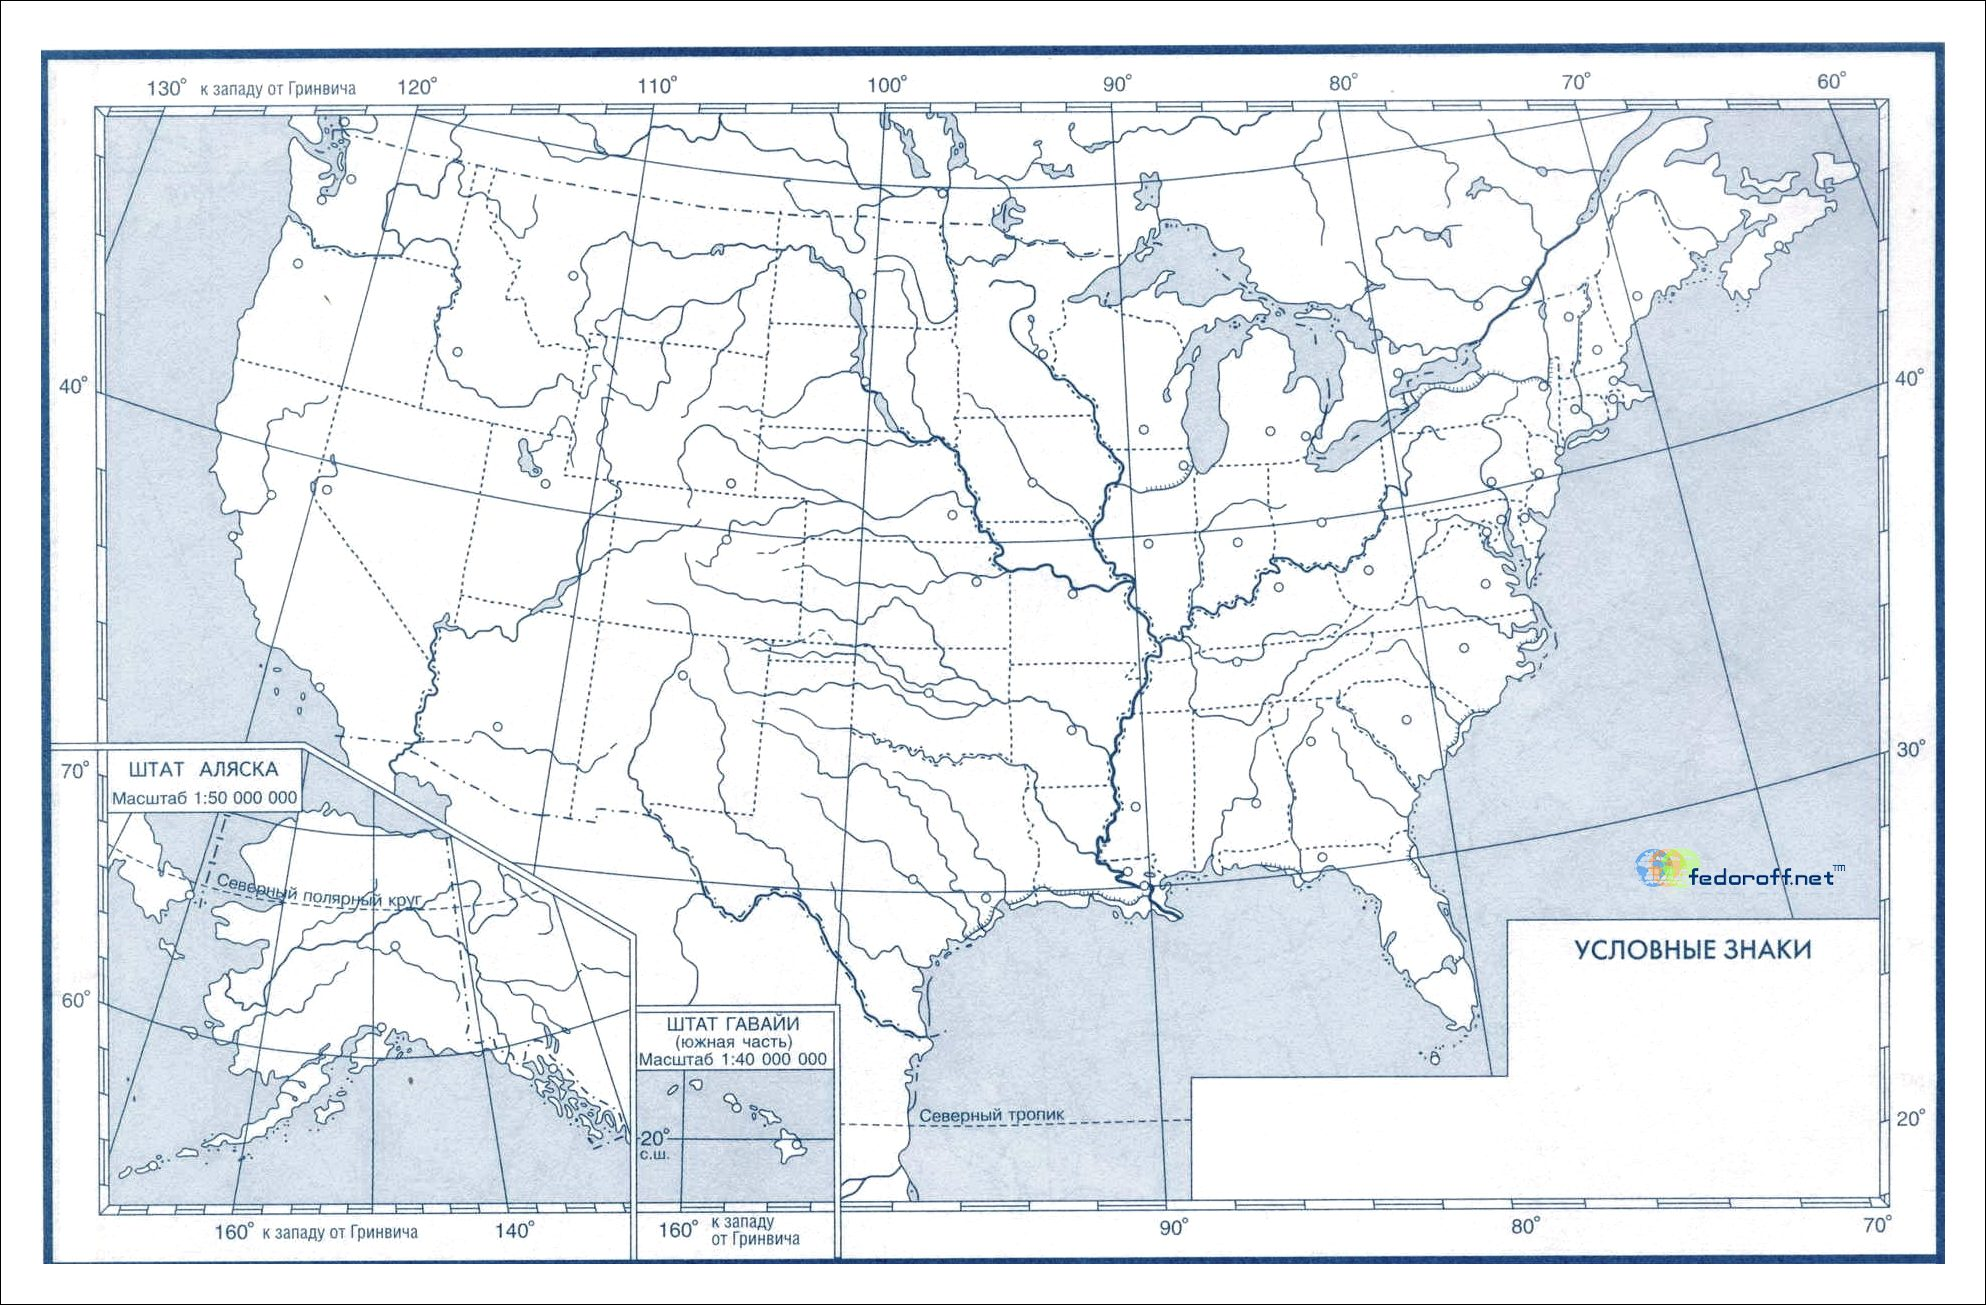 130° к западу от Гринвича 120° 110° 100° 90° 80° 70° 60°
40° 40°
30°
70°
ШТАТ АЛЯСКА
Масштаб 1:50 000 000
Северный полярный круг
fedoroff.net™
УСЛОВНЫЕ ЗНАКИ
60°
ШТАТ ГАВАЙИ
(южная часть)
Масштаб 1:40 000 000
20°
с.ш.
Северный тропик
20°
160° к западу от Гринвича 140°
160° к западу
от Гринвича
90° 80° 70°